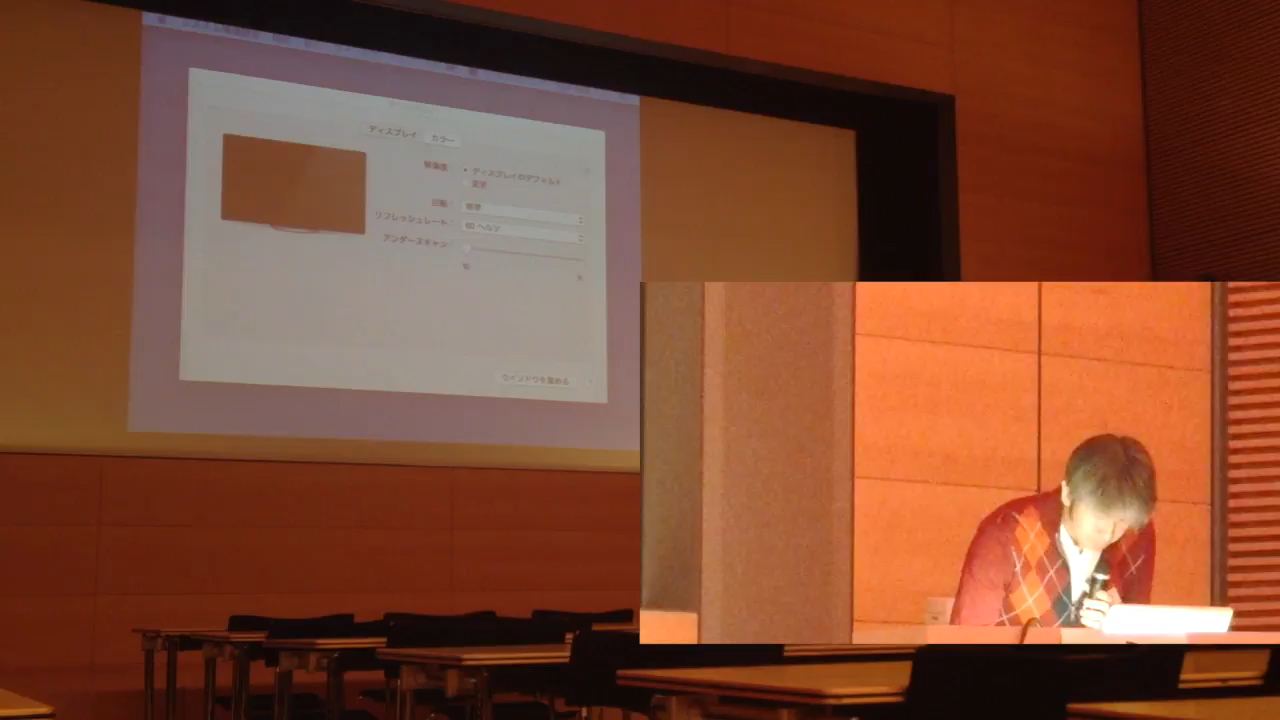 ディスプレイ カラー
解像度: ディスプレイのデフォルト
変更
回転: 標準
リフレッシュレート: 60 ヘルツ
アンダースキャン:
ウインドウを集める